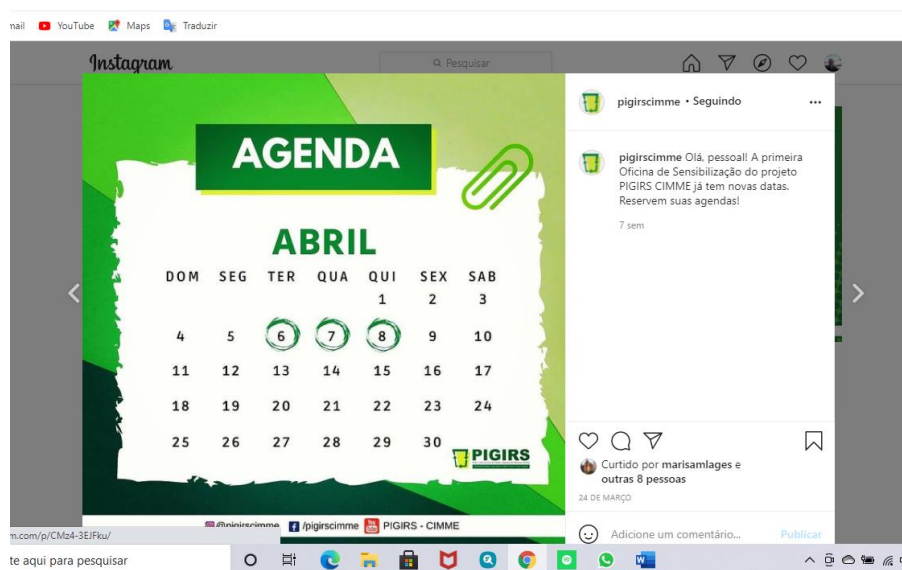 YouTube Maps Traduzir
Instagram
Pesquisar
AGENDA
ABRIL
DOM SEG TER QUA QUI SEX SAB
1 2 3
4 5 6 7 8 9 10
11 12 13 14 15 16 17
18 19 20 21 22 23 24
25 26 27 28 29 30
PIGIRS
/pigirscimme PIGIRS - CIMME
pigirscimme • Seguindo
pigirscimme Olá, pessoal! A primeira
Oficina de Sensibilização do projeto
PIGIRS CIMME já tem novas datas.
Reservem suas agendas!
7 sem
Curtido por marisamlages e
outras 8 pessoas
24 DE MARÇO
Adicione um comentário... Publicar
m.com/p/CMz4-3EJFku/
te aqui para pesquisar